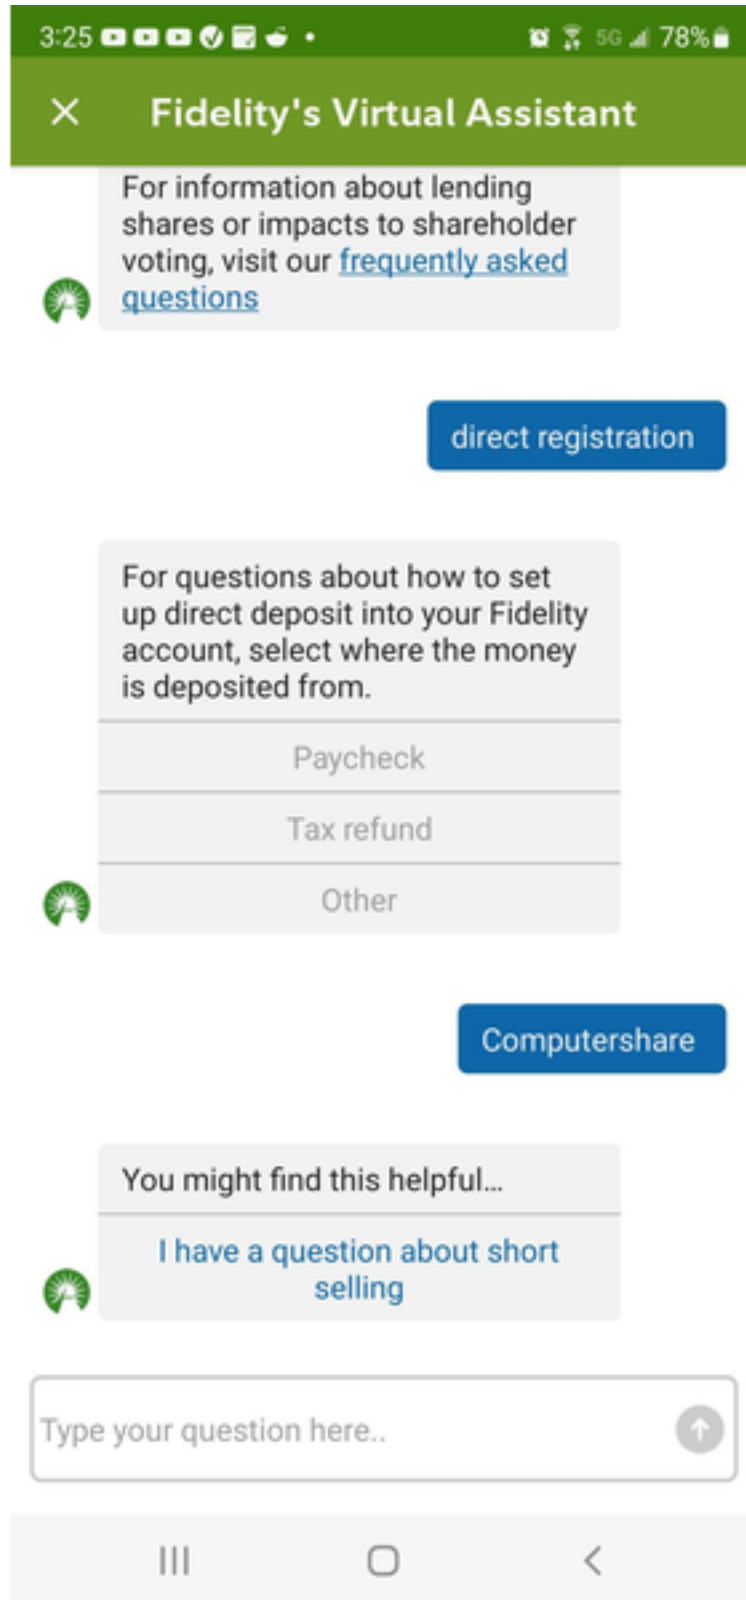 3:25
5G 78%
Fidelity's Virtual Assistant
For information about lending
shares or impacts to shareholder
voting, visit our frequently asked
questions
direct registration
For questions about how to set
up direct deposit into your Fidelity
account, select where the money
is deposited from.
Paycheck
Tax refund
Other
Computershare
You might find this helpful...
I have a question about short
selling
Type your question here..